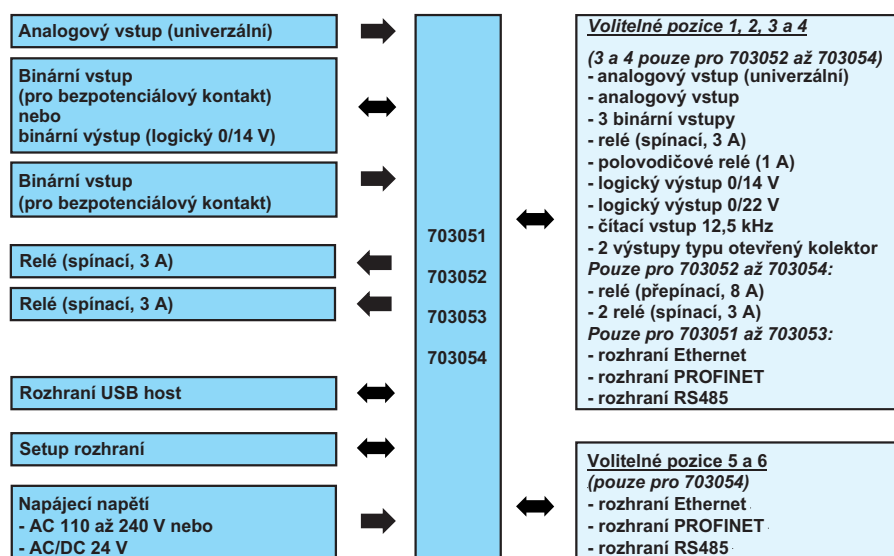 Analogový vstup (univerzální)
Binární vstup
(pro bezpotenciálový kontakt)
nebo
binární výstup (logický 0/14 V)
Binární vstup
(pro bezpotenciálový kontakt)
Relé (spínací, 3 A)
Relé (spínací, 3 A)
Rozhraní USB host
Setup rozhraní
Napájecí napětí
- AC 110 až 240 V nebo
- AC/DC 24 V
703051
703052
703053
703054
Volitelné pozice 1, 2, 3 a 4
(3 a 4 pouze pro 703052 až 703054)
- analogový vstup (univerzální)
- analogový vstup
- 3 binární vstupy
- relé (spínací, 3 A)
- polovodičové relé (1 A)
- logický výstup 0/14 V
- logický výstup 0/22 V
- čítací vstup 12,5 kHz
- 2 výstupy typu otevřený kolektor
Pouze pro 703052 až 703054:
- relé (přepínací, 8 A)
- 2 relé (spínací, 3 A)
Pouze pro 703051 až 703053:
- rozhraní Ethernet
- rozhraní PROFINET
- rozhraní RS485
Volitelné pozice 5 a 6
(pouze pro 703054)
- rozhraní Ethernet
- rozhraní PROFINET
- rozhraní RS485